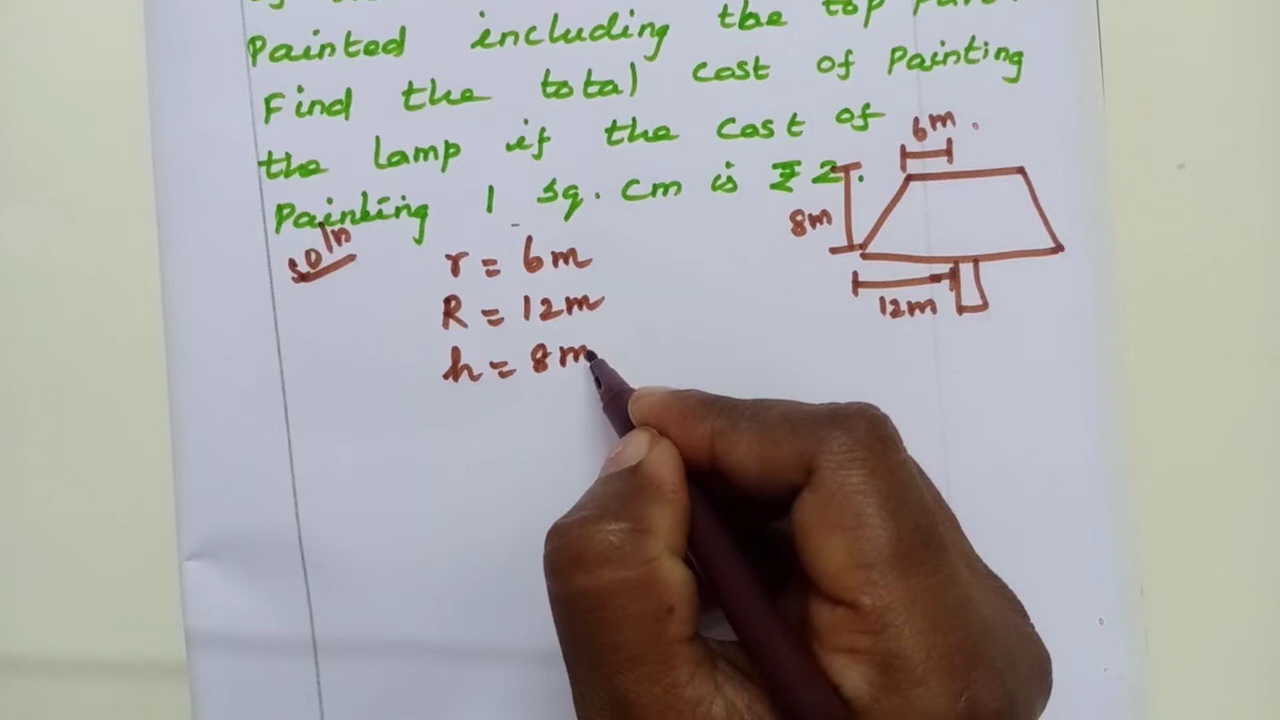 Painted including the top
Find the total cost of Painting
the lamp if the cost of
Painting 1 sq. cm is ₹ 2.
6m.
8m
12m
soln
r = 6m
R = 12m
h = 8m